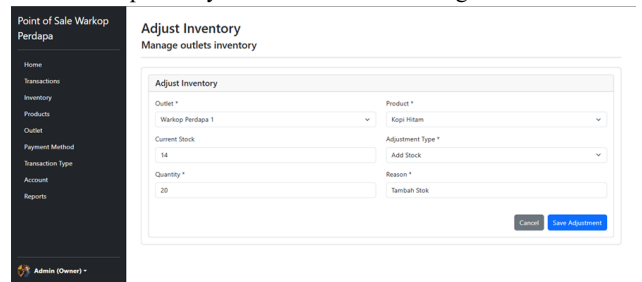 Point of Sale Warkop
Perdapa
Home
Transactions
Inventory
Products
Outlet
Payment Method
Transaction Type
Account
Reports
Admin (Owner)
Adjust Inventory
Manage outlets inventory
Adjust Inventory
Outlet *
Product *
Warkop Perdapa 1
Kopi Hitam
Current Stock
Adjustment Type *
14
Add Stock
Quantity *
Reason *
20
Tambah Stok
Cancel
Save Adjustment